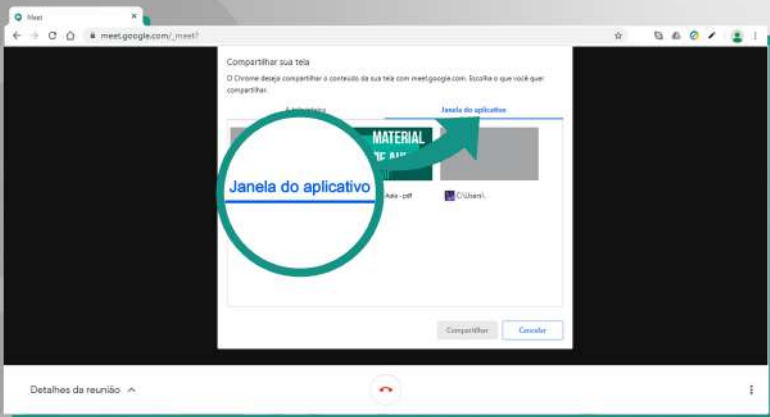 Meet
meet.google.com/_meet?
Compartilhar sua tela
O Chrome deseja compartilhar o conteúdo da sua tela com meet.google.com. Escolha o que você quer
compartilhar.
Janela do aplicativo
MATERIAL
Janela do aplicativo
Aula - pdf
C:\Users\
Compartilhar
Cancelar
Detalhes da reunião